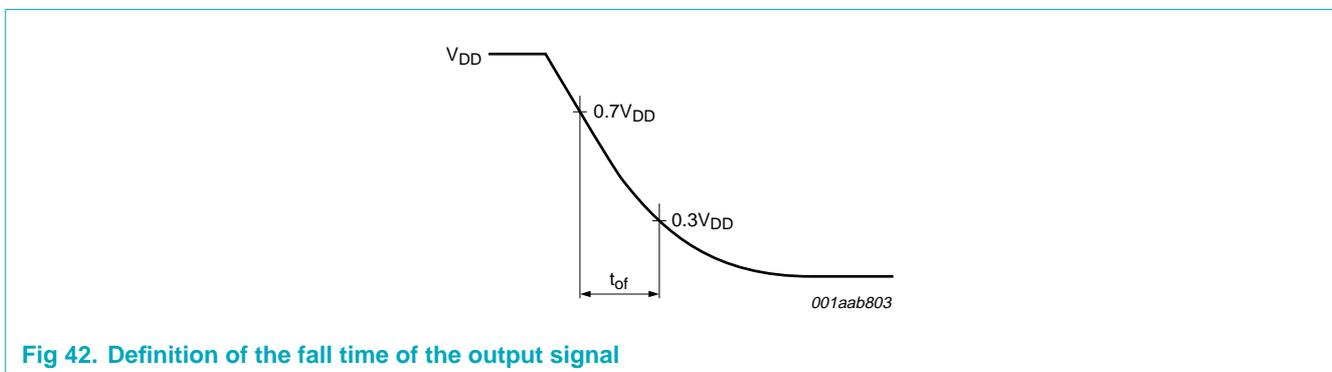 VDD
0.7VDD
0.3VDD
tof
001aab803
Fig 42. Definition of the fall time of the output signal